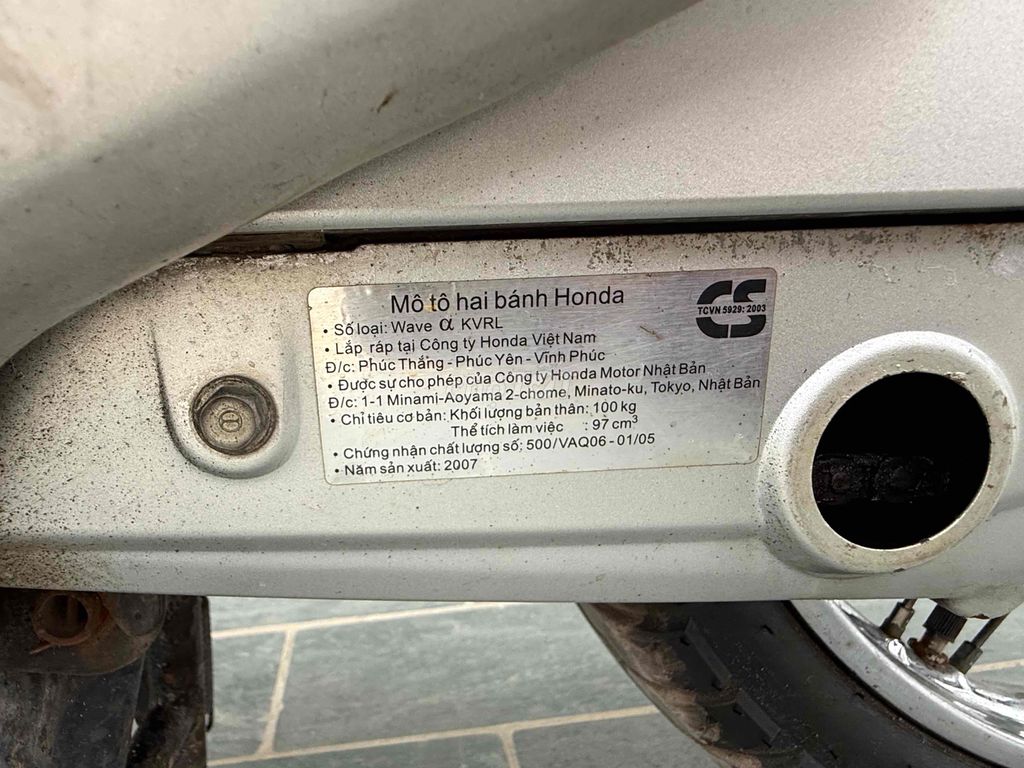 Mô tô hai bánh Honda
CS
TCVN 5929: 2003
• Số loại: Wave α KVRL
• Lắp ráp tại Công ty Honda Việt Nam
Đ/c: Phúc Thắng - Phúc Yên - Vĩnh Phúc
• Được sự cho phép của Công ty Honda Motor Nhật Bản
Đ/c: 1-1 Minami-Aoyama 2-chome, Minato-ku, Tokyo, Nhật Bản
• Chỉ tiêu cơ bản: Khối lượng bản thân: 100 kg
Thể tích làm việc : 97 cm³
• Chứng nhận chất lượng số: 500/VAQ06 - 01/05
• Năm sản xuất: 2007